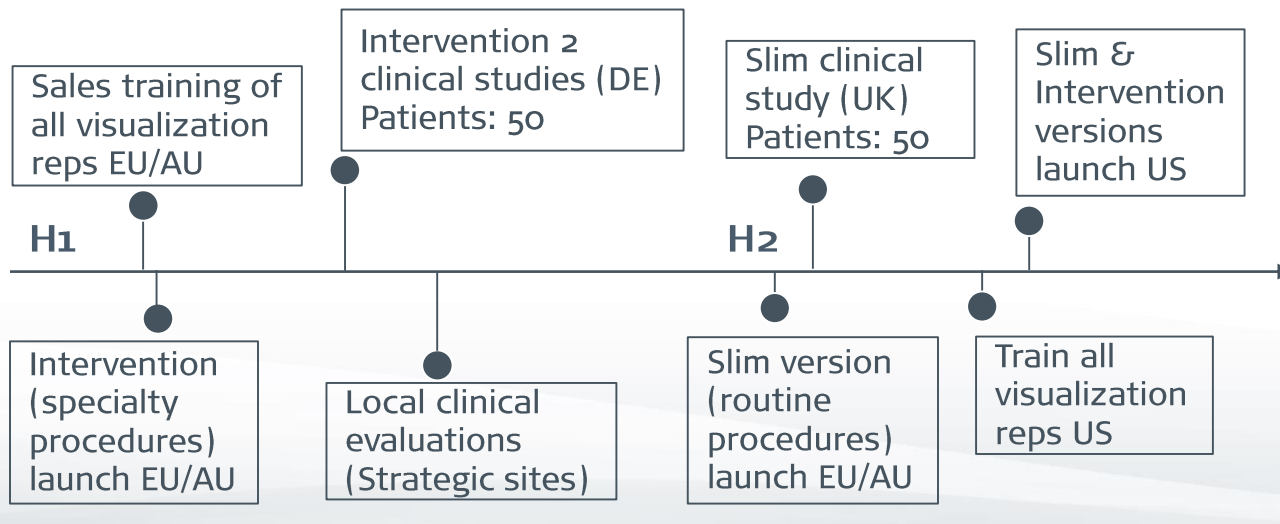 Sales training of
all visualization
reps EU/AU
Intervention 2
clinical studies (DE)
Patients: 50
Slim clinical
study (UK)
Patients: 50
Slim &
Intervention
versions
launch US
H1
H2
Intervention
(specialty
procedures)
launch EU/AU
Local clinical
evaluations
(Strategic sites)
Slim version
(routine
procedures)
launch EU/AU
Train all
visualization
reps US